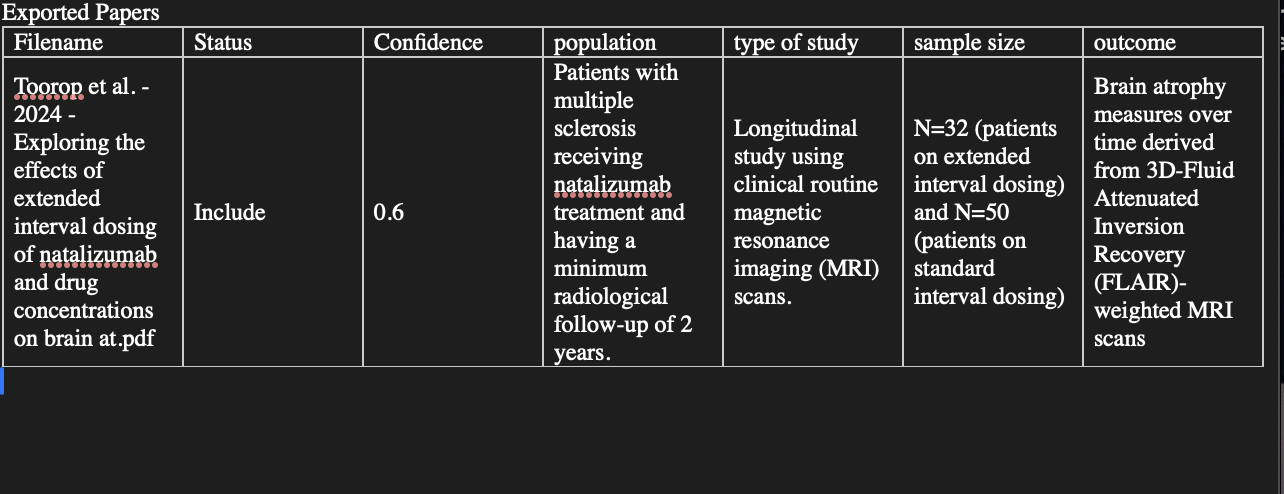 Exported Papers
Filename
Status
Confidence
population
type of study
sample size
outcome
Toorop et al. -
2024 -
Exploring the
effects of
extended
interval dosing
of natalizumab
and drug
concentrations
on brain at.pdf
Include
0.6
Patients with
multiple
sclerosis
receiving
natalizumab
treatment and
having a
minimum
radiological
follow-up of 2
years.
Longitudinal
study using
clinical routine
magnetic
resonance
imaging (MRI)
scans.
N=32 (patients
on extended
interval dosing)
and N=50
(patients on
standard
interval dosing)
Brain atrophy
measures over
time derived
from 3D-Fluid
Attenuated
Inversion
Recovery
(FLAIR)-
weighted MRI
scans